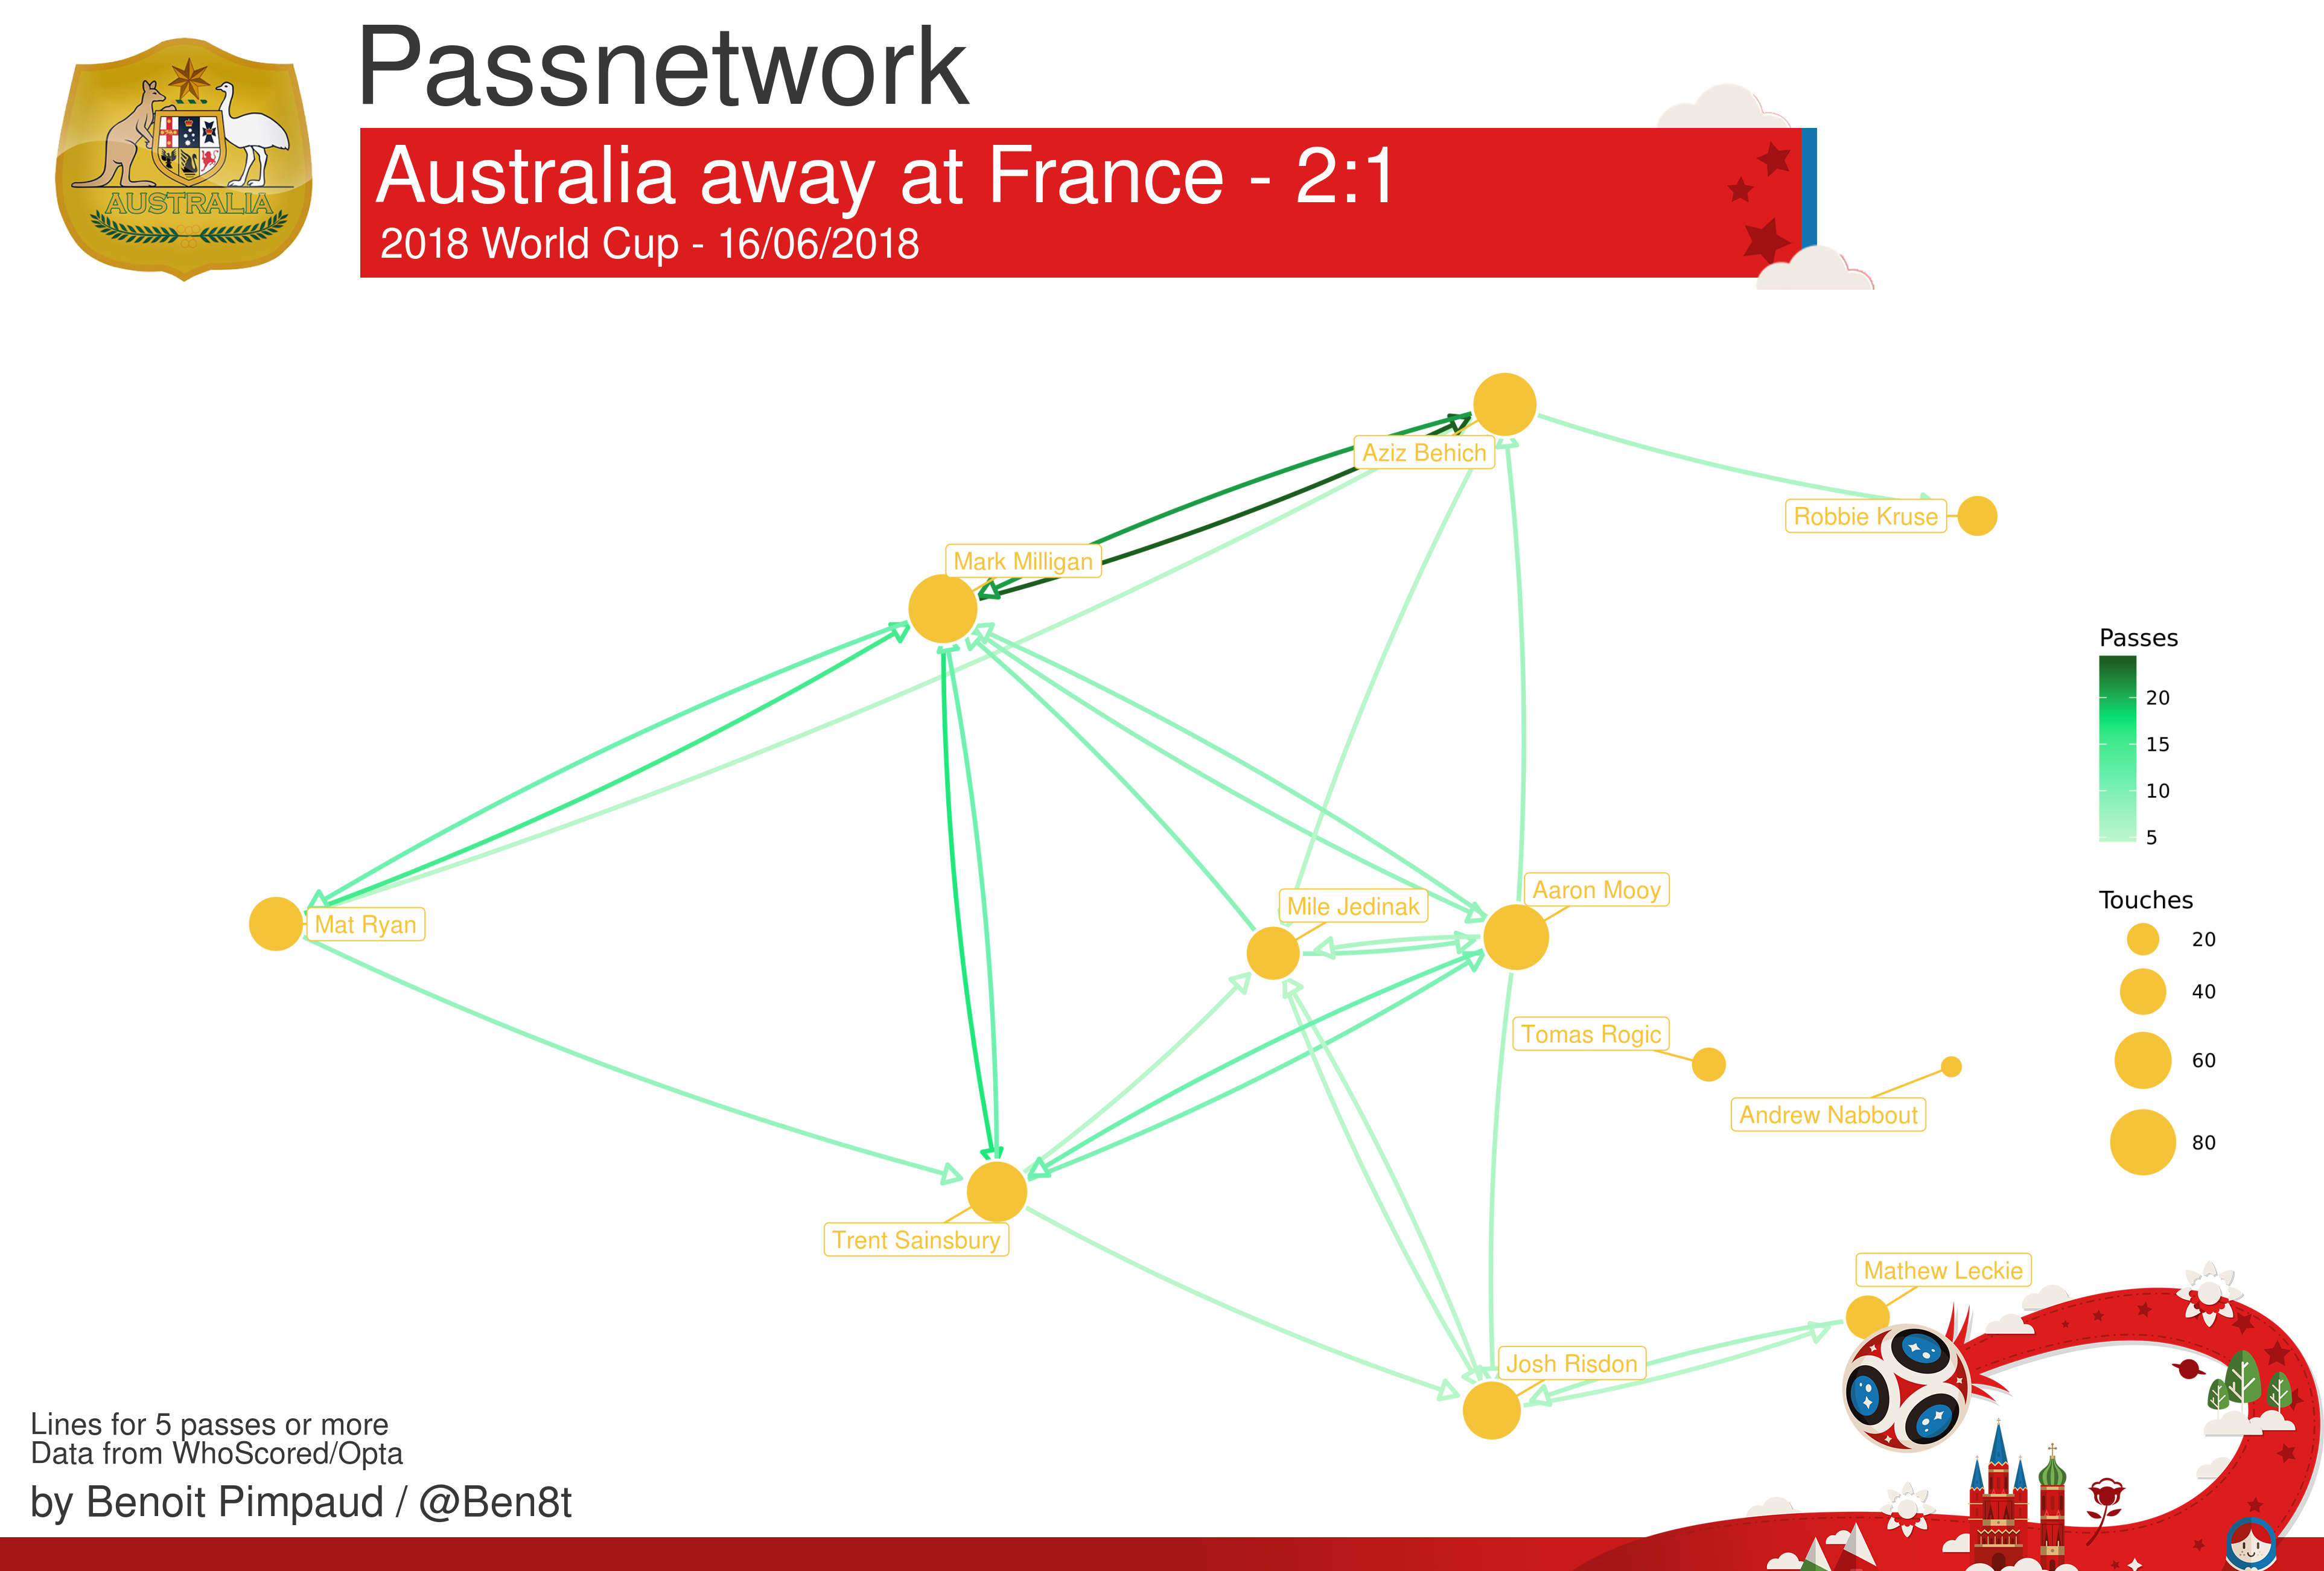 Passnetwork
AUSTRALIA
Australia away at France - 2:1
2018 World Cup - 16/06/2018
Aziz Behich
Robbie Kruse
Mark Milligan
Passes
20
15
10
5
Aaron Mooy
Mile Jedinak
Mat Ryan
Touches
20
40
60
80
Tomas Rogic
Andrew Nabbout
Trent Sainsbury
Mathew Leckie
Josh Risdon
Lines for 5 passes or more
Data from WhoScored/Opta
by Benoit Pimpaud / @Ben8t